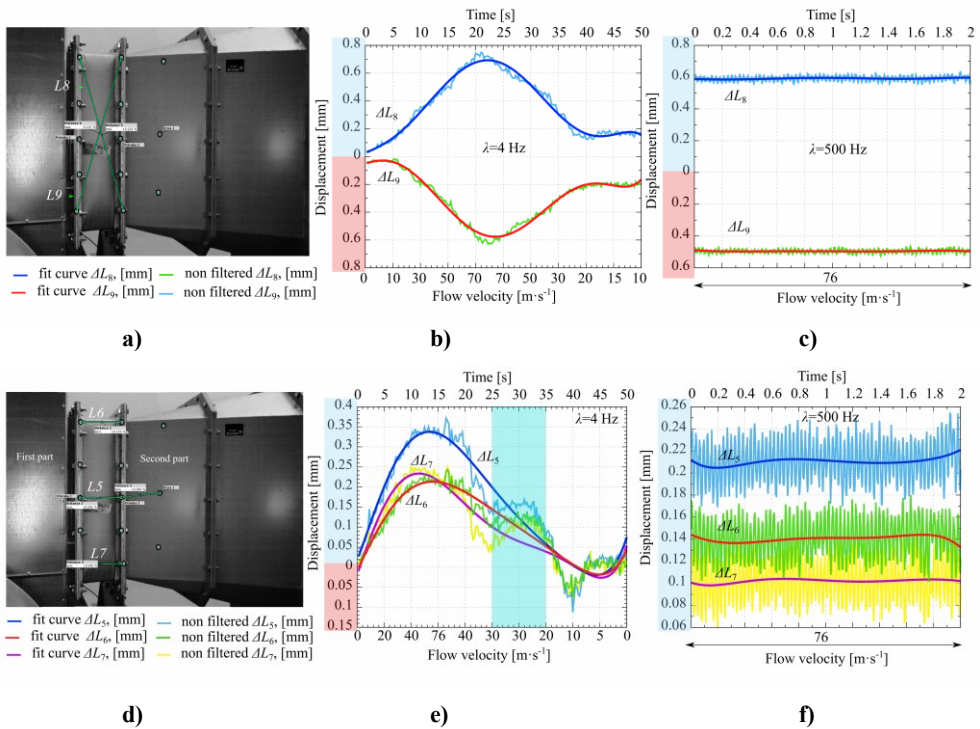 L8
L9
fit curve ΔL₈, [mm]
non filtered ΔL₈, [mm]
fit curve ΔL₉, [mm]
non filtered ΔL₉, [mm]
a)
Time [s]
0 5 10 15 20 25 30 35 40 45 50
Displacement [mm]
0.8
0.6
0.4
0.2
0
0.2
0.4
0.6
0.8
ΔL₈
λ=4 Hz
ΔL₉
0 10 30 50 70 70 50 30 20 10 10
Flow velocity [m·s⁻¹]
b)
Time [s]
0 0.2 0.4 0.6 0.8 1 1.2 1.4 1.6 1.8 2
Displacement [mm]
0.8
0.6
0.4
0.2
0
0.2
0.4
0.6
ΔL₈
λ=500 Hz
ΔL₉
76
Flow velocity [m·s⁻¹]
c)
L6
First part
Second part
L5
L7
fit curve ΔL₅, [mm]
non filtered ΔL₅, [mm]
fit curve ΔL₆, [mm]
non filtered ΔL₆, [mm]
fit curve ΔL₇, [mm]
non filtered ΔL₇, [mm]
d)
Time [s]
0 5 10 15 20 25 30 35 40 45 50
Displacement [mm]
0.4
0.35
0.3
0.25
0.2
0.15
0.1
0.05
0
0.05
0.1
0.15
λ=4 Hz
ΔL₅
ΔL₇
ΔL₆
0 20 40 76 40 30 30 20 10 5 0
Flow velocity [m·s⁻¹]
e)
Time [s]
0 0.2 0.4 0.6 0.8 1 1.2 1.4 1.6 1.8 2
Displacement [mm]
0.26
0.24
0.22
0.2
0.18
0.16
0.14
0.12
0.1
0.08
0.06
λ=500 Hz
ΔL₅
ΔL₆
ΔL₇
76
Flow velocity [m·s⁻¹]
f)